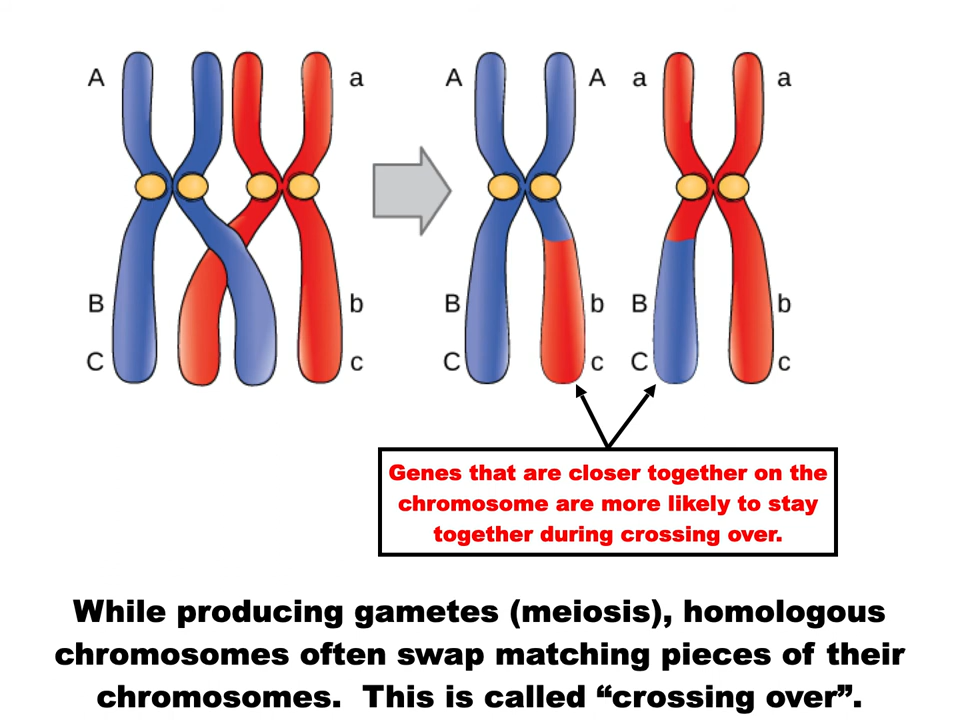 A a A A a a
B b B b B b
C c C c C c
Genes that are closer together on the
chromosome are more likely to stay
together during crossing over.
While producing gametes (meiosis), homologous
chromosomes often swap matching pieces of their
chromosomes.  This is called “crossing over”.